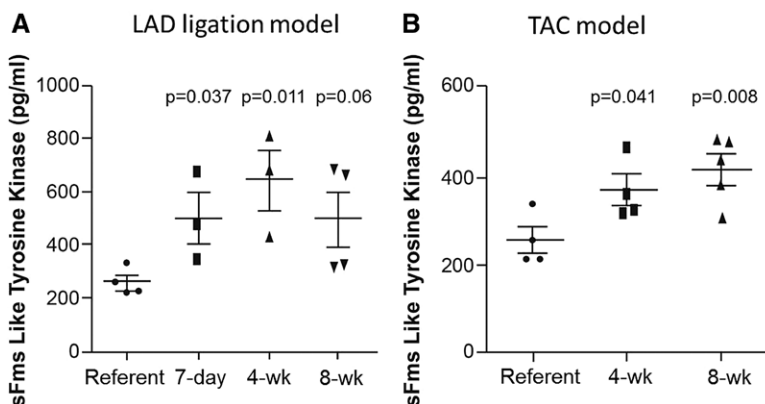 A
LAD ligation model
sFms Like Tyrosine Kinase (pg/ml)
1000
800
600
400
200
0
p=0.037 p=0.011 p=0.06
Referent 7-day 4-wk 8-wk
B
TAC model
sFms Like Tyrosine Kinase (pg/ml)
600
400
200
0
p=0.041 p=0.008
Referent 4-wk 8-wk